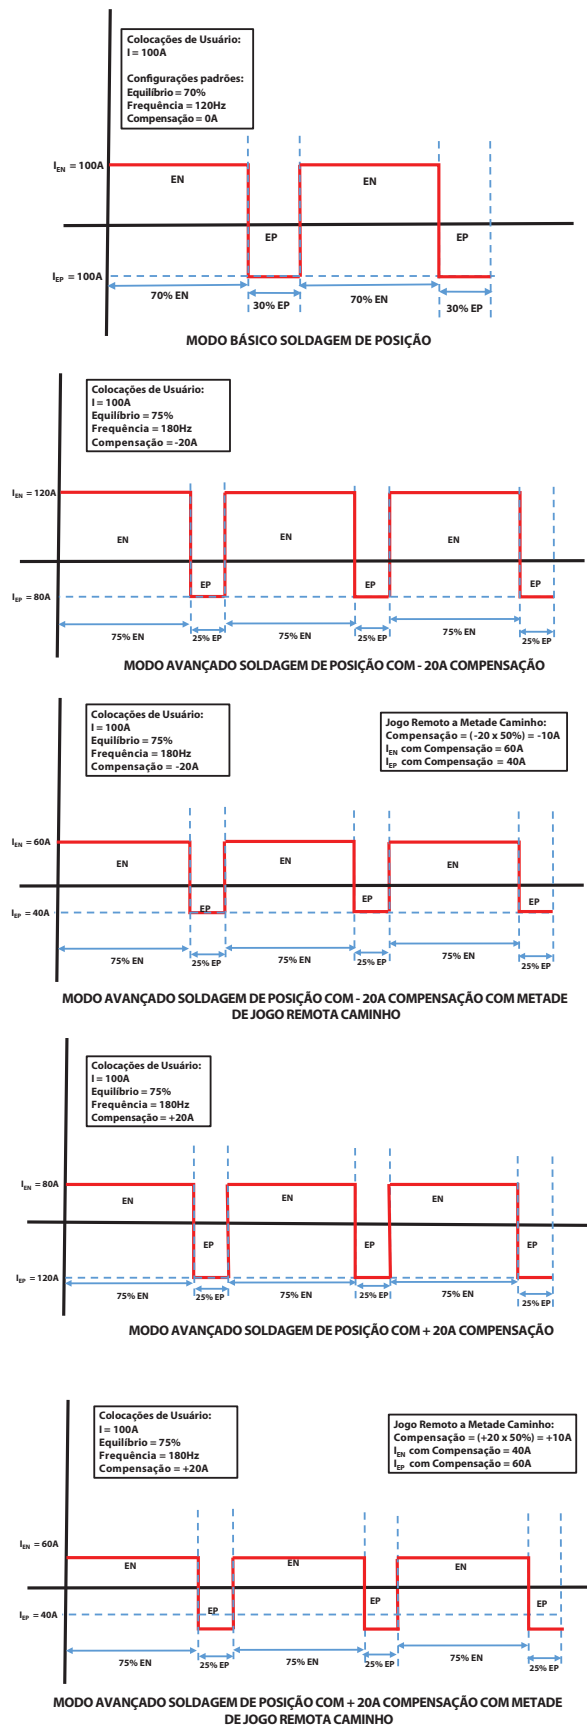 Colocações de Usuário:
I = 100A
Configurações padrões:
Equilíbrio = 70%
Frequência = 120Hz
Compensação = 0A
IEN = 100A
EN
EN
EP
EP
IEP = 100A
70% EN
30% EP
70% EN
30% EP
MODO BÁSICO SOLDAGEM DE POSIÇÃO
Colocações de Usuário:
I = 100A
Equilíbrio = 75%
Frequência = 180Hz
Compensação = -20A
IEN = 120A
EN
EN
EN
EP
EP
EP
IEP = 80A
75% EN
25% EP
75% EN
25% EP
75% EN
25% EP
MODO AVANÇADO SOLDAGEM DE POSIÇÃO COM - 20A COMPENSAÇÃO
Colocações de Usuário:
I = 100A
Equilíbrio = 75%
Frequência = 180Hz
Compensação = -20A
Jogo Remoto a Metade Caminho:
Compensação = (-20 x 50%) = -10A
IEN com Compensação = 60A
IEP com Compensação = 40A
IEN = 60A
EN
EN
EN
EP
EP
EP
IEP = 40A
75% EN
25% EP
75% EN
25% EP
75% EN
25% EP
MODO AVANÇADO SOLDAGEM DE POSIÇÃO COM - 20A COMPENSAÇÃO COM METADE
DE JOGO REMOTA CAMINHO
Colocações de Usuário:
I = 100A
Equilíbrio = 75%
Frequência = 180Hz
Compensação = +20A
IEN = 80A
EN
EN
EN
EP
EP
EP
IEP = 120A
75% EN
25% EP
75% EN
25% EP
75% EN
25% EP
MODO AVANÇADO SOLDAGEM DE POSIÇÃO COM + 20A COMPENSAÇÃO
Colocações de Usuário:
I = 100A
Equilíbrio = 75%
Frequência = 180Hz
Compensação = +20A
Jogo Remoto a Metade Caminho:
Compensação = (+20 x 50%) = +10A
IEN com Compensação = 40A
IEP com Compensação = 60A
IEN = 60A
EN
EN
EN
EP
EP
EP
IEP = 40A
75% EN
25% EP
75% EN
25% EP
75% EN
25% EP
MODO AVANÇADO SOLDAGEM DE POSIÇÃO COM + 20A COMPENSAÇÃO COM METADE
DE JOGO REMOTA CAMINHO